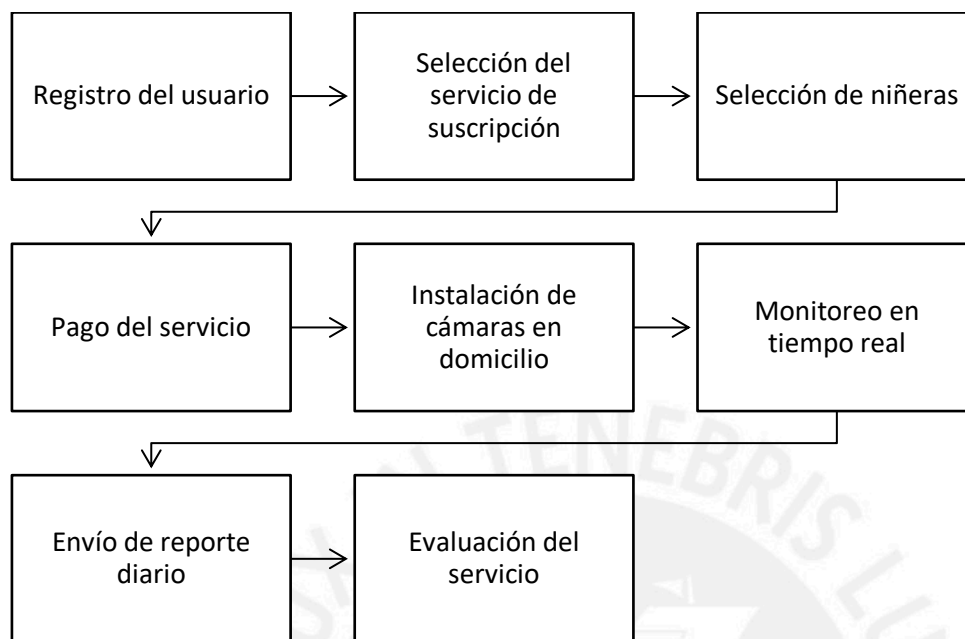 Registro del usuario
Selección del
servicio de
suscripción
Selección de niñeras
Pago del servicio
Instalación de
cámaras en
domicilio
Monitoreo en
tiempo real
Envío de reporte
diario
Evaluación del
servicio
TENEBRIS